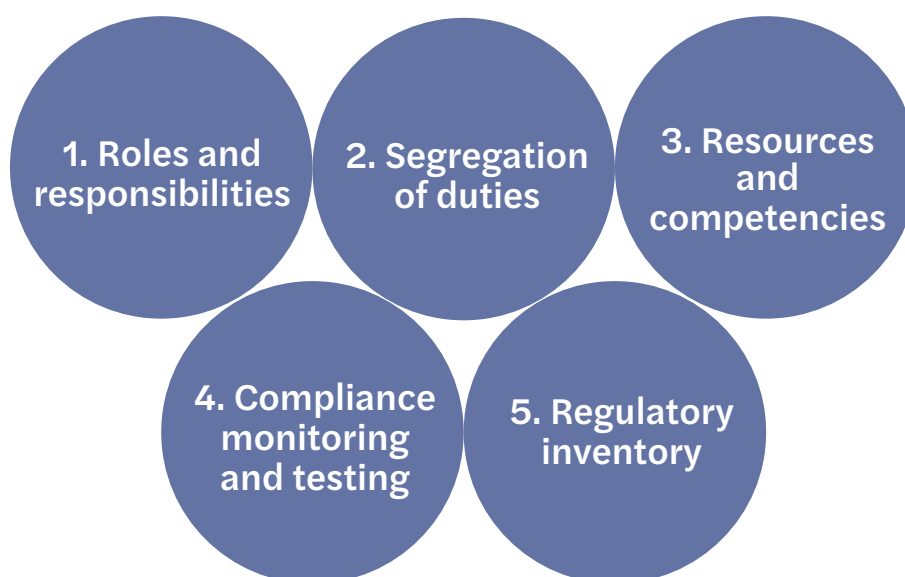 1. Roles and
responsibilities
2. Segregation
of duties
3. Resources
and
competencies
4. Compliance
monitoring
and testing
5. Regulatory
inventory